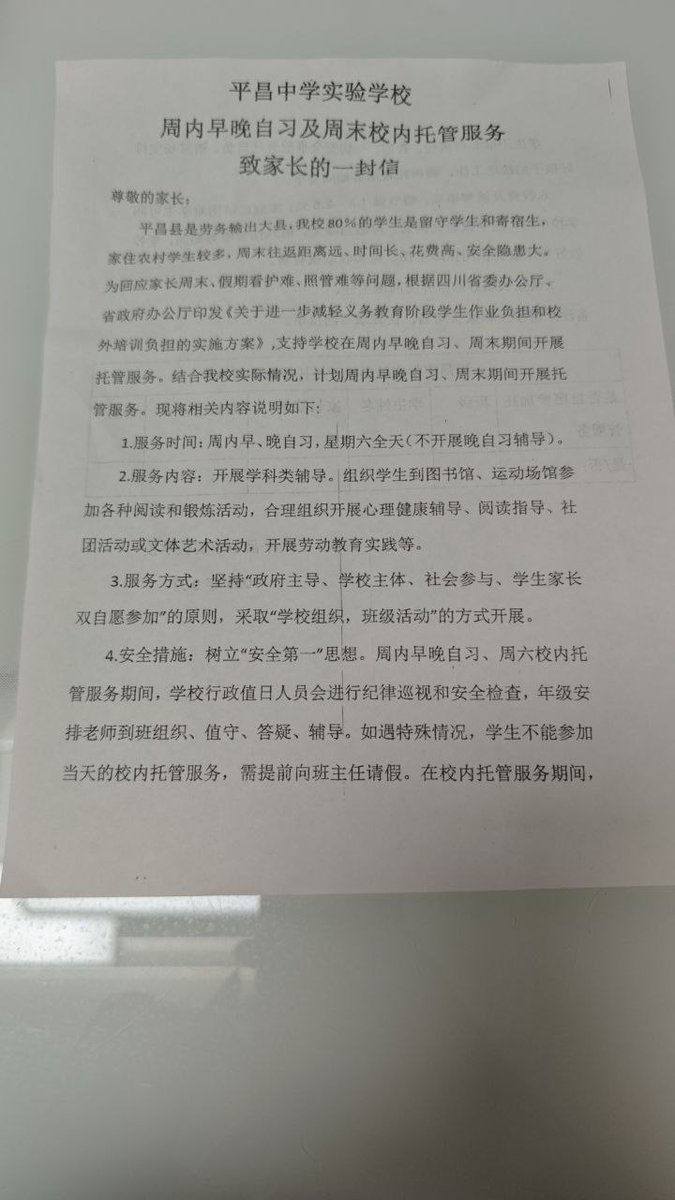 平昌中学实验学校
周内早晚自习及周末校内托管服务
致家长的一封信
尊敬的家长：
平昌县是劳务输出大县，我校80%的学生是留守学生和寄宿生，
家住农村学生较多，周末往返距离远、时间长、花费高、安全隐患大。
为回应家长周末、假期看护难、照管难等问题，根据四川省委办公厅、
省政府办公厅印发《关于进一步减轻义务教育阶段学生作业负担和校
外培训负担的实施方案》,支持学校在周内早晚自习、周末期间开展
托管服务。结合我校实际情况，计划周内早晚自习、周末期间开展托
管服务。现将相关内容说明如下:
1.服务时间: 周内早、晚自习, 星期六全天(不开展晚自习辅导)。
2.服务内容：开展学科类辅导。组织学生到图书馆、运动场馆参
加各种阅读和锻炼活动，合理组织开展心理健康辅导、阅读指导、社
团活动或文体艺术活动，开展劳动教育实践等。
3.服务方式：坚持“政府主导、学校主体、社会参与、学生家长
双自愿参加”的原则，采取“学校组织，班级活动”的方式开展。
4.安全措施：树立“安全第一”思想。周内早晚自习、周六校内托
管服务期间，学校行政值日人员会进行纪律巡视和安全检查，年级安
排老师到班组织、值守、答疑、辅导。如遇特殊情况，学生不能参加
当天的校内托管服务，需提前向班主任请假。在校内托管服务期间，